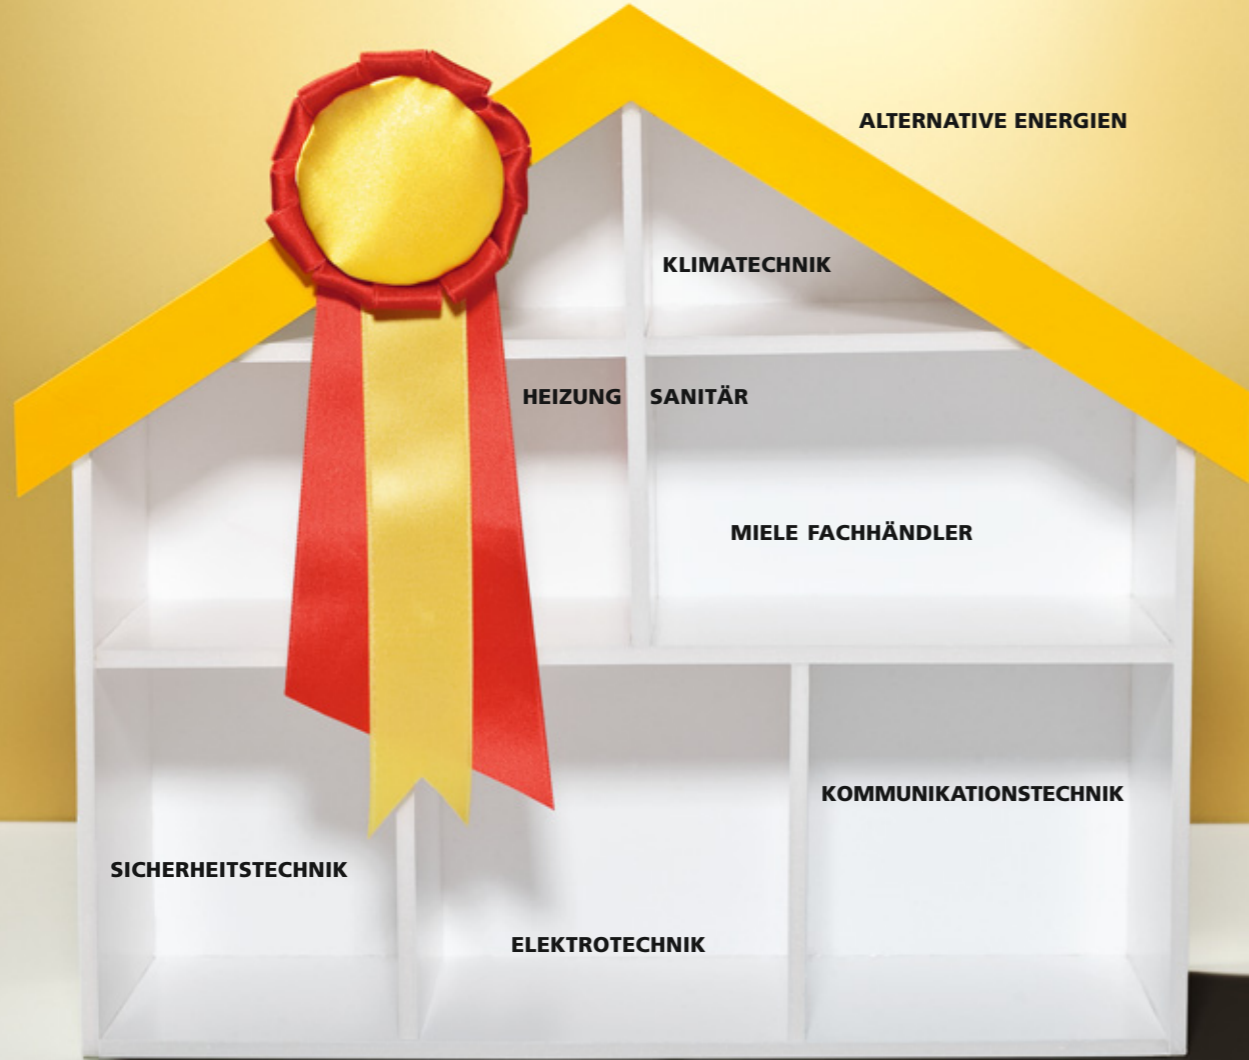 ALTERNATIVE ENERGIEN
KLIMATECHNIK
HEIZUNG SANITÄR
MIELE FACHHÄNDLER
KOMMUNIKATIONSTECHNIK
SICHERHEITSTECHNIK
ELEKTROTECHNIK